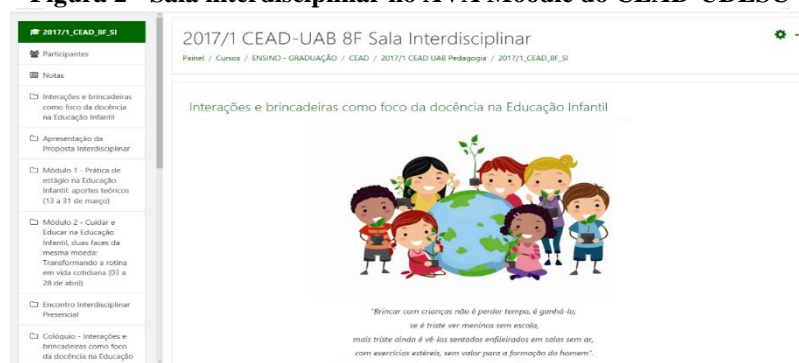 Figura 2 - Sala interdisciplinar no AVA Moodle do CEAD-UDESC
2017/1_CEAD_8F_SI
Participantes
Notas
Interações e brincadeiras
como foco da docência
na Educação Infantil
Apresentação da
Proposta Interdisciplinar
Módulo 1 - Prática de
estágio na Educação
Infantil: aportes teóricos
(13 a 31 de março)
Módulo 2 - Cuidar e
Educar na Educação
Infantil, duas faces da
mesma moeda:
Transformando a rotina
em vida cotidiana (03 a
28 de abril)
Encontro Interdisciplinar
Presencial
Colóquio - Interações e
brincadeiras como foco
da docência na Educação
2017/1 CEAD-UAB 8F Sala Interdisciplinar
Painel / Cursos / ENSINO - GRADUAÇÃO / CEAD / 2017/1 CEAD UAB Pedagogia / 2017/1_CEAD_8F_SI
Interações e brincadeiras como foco da docência na Educação Infantil
"Brincar com crianças não é perder tempo, é ganhá-lo;
se é triste ver meninos sem escola,
mais triste ainda é vê-los sentados enfileirados em salas sem ar,
com exercícios estéreis, sem valor para a formação do homem".